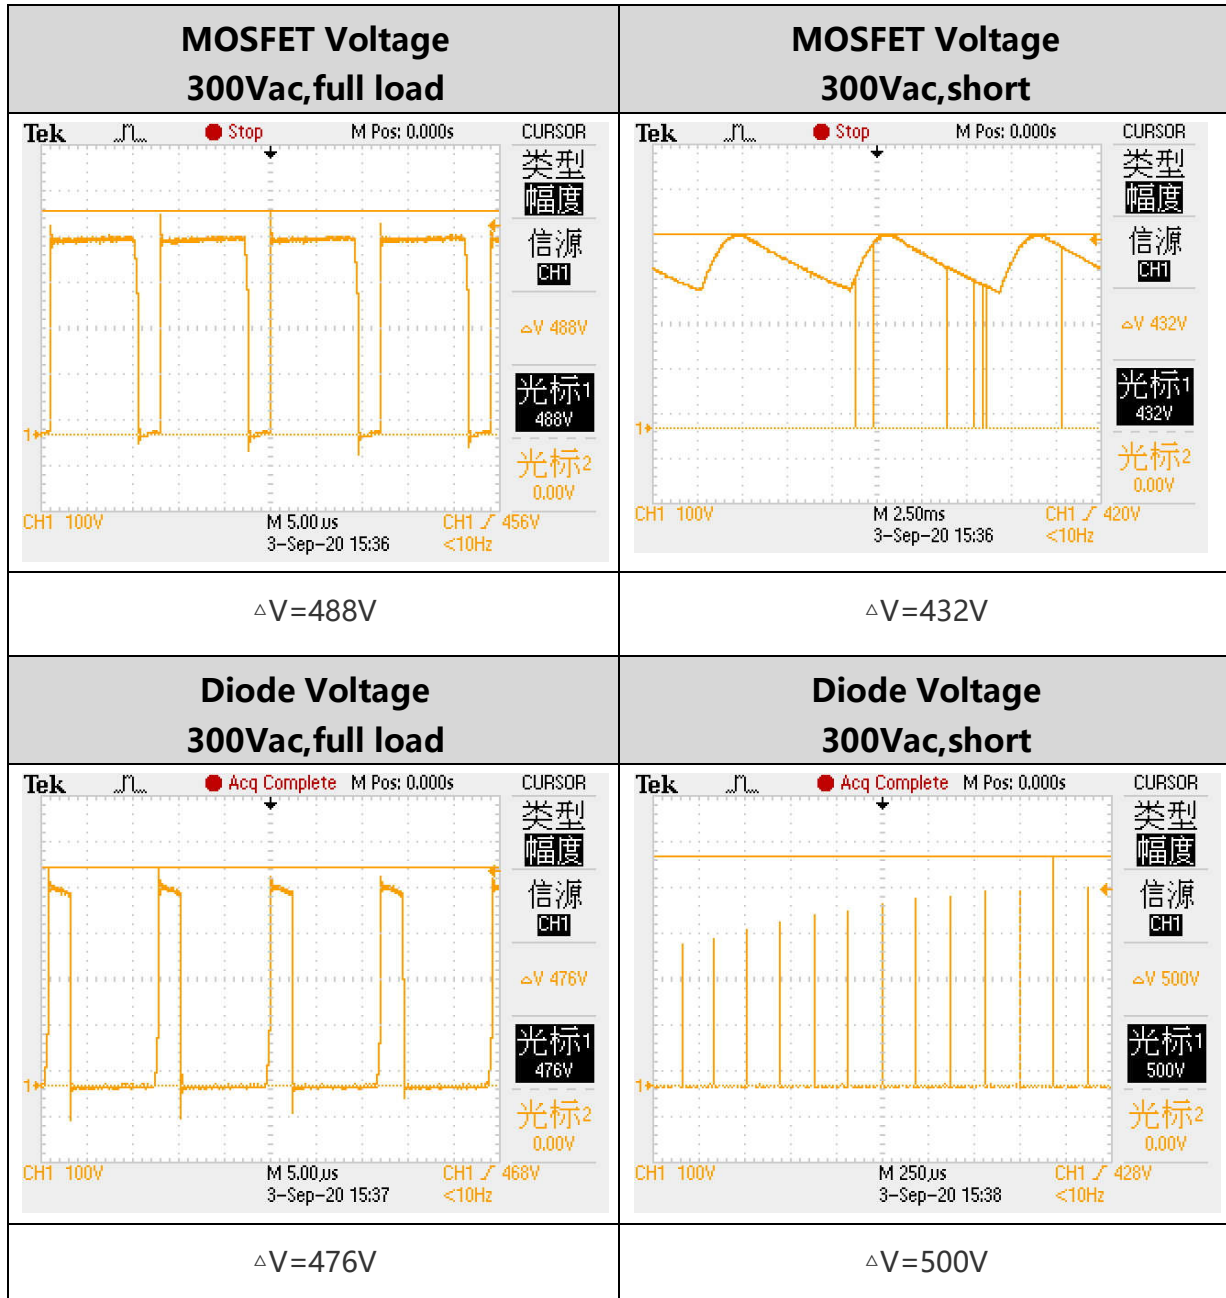 MOSFET Voltage
300Vac,full load
MOSFET Voltage
300Vac,short
Tek Stop M Pos: 0.000s CURSOR
类型
幅度
信源
CH1
△V 488V
光标1
488V
光标2
0.00V
1
CH1 100V M 5.00us CH1 456V
3-Sep-20 15:36 <10Hz
Tek Stop M Pos: 0.000s CURSOR
类型
幅度
信源
CH1
△V 432V
光标1
432V
光标2
0.00V
1
CH1 100V M 2.50ms CH1 420V
3-Sep-20 15:36 <10Hz
△V=488V
△V=432V
Diode Voltage
300Vac,full load
Diode Voltage
300Vac,short
Tek Acq Complete M Pos: 0.000s CURSOR
类型
幅度
信源
CH1
△V 476V
光标1
476V
光标2
0.00V
1
CH1 100V M 5.00us CH1 468V
3-Sep-20 15:37 <10Hz
Tek Acq Complete M Pos: 0.000s CURSOR
类型
幅度
信源
CH1
△V 500V
光标1
500V
光标2
0.00V
1
CH1 100V M 250us CH1 428V
3-Sep-20 15:38 <10Hz
△V=476V
△V=500V